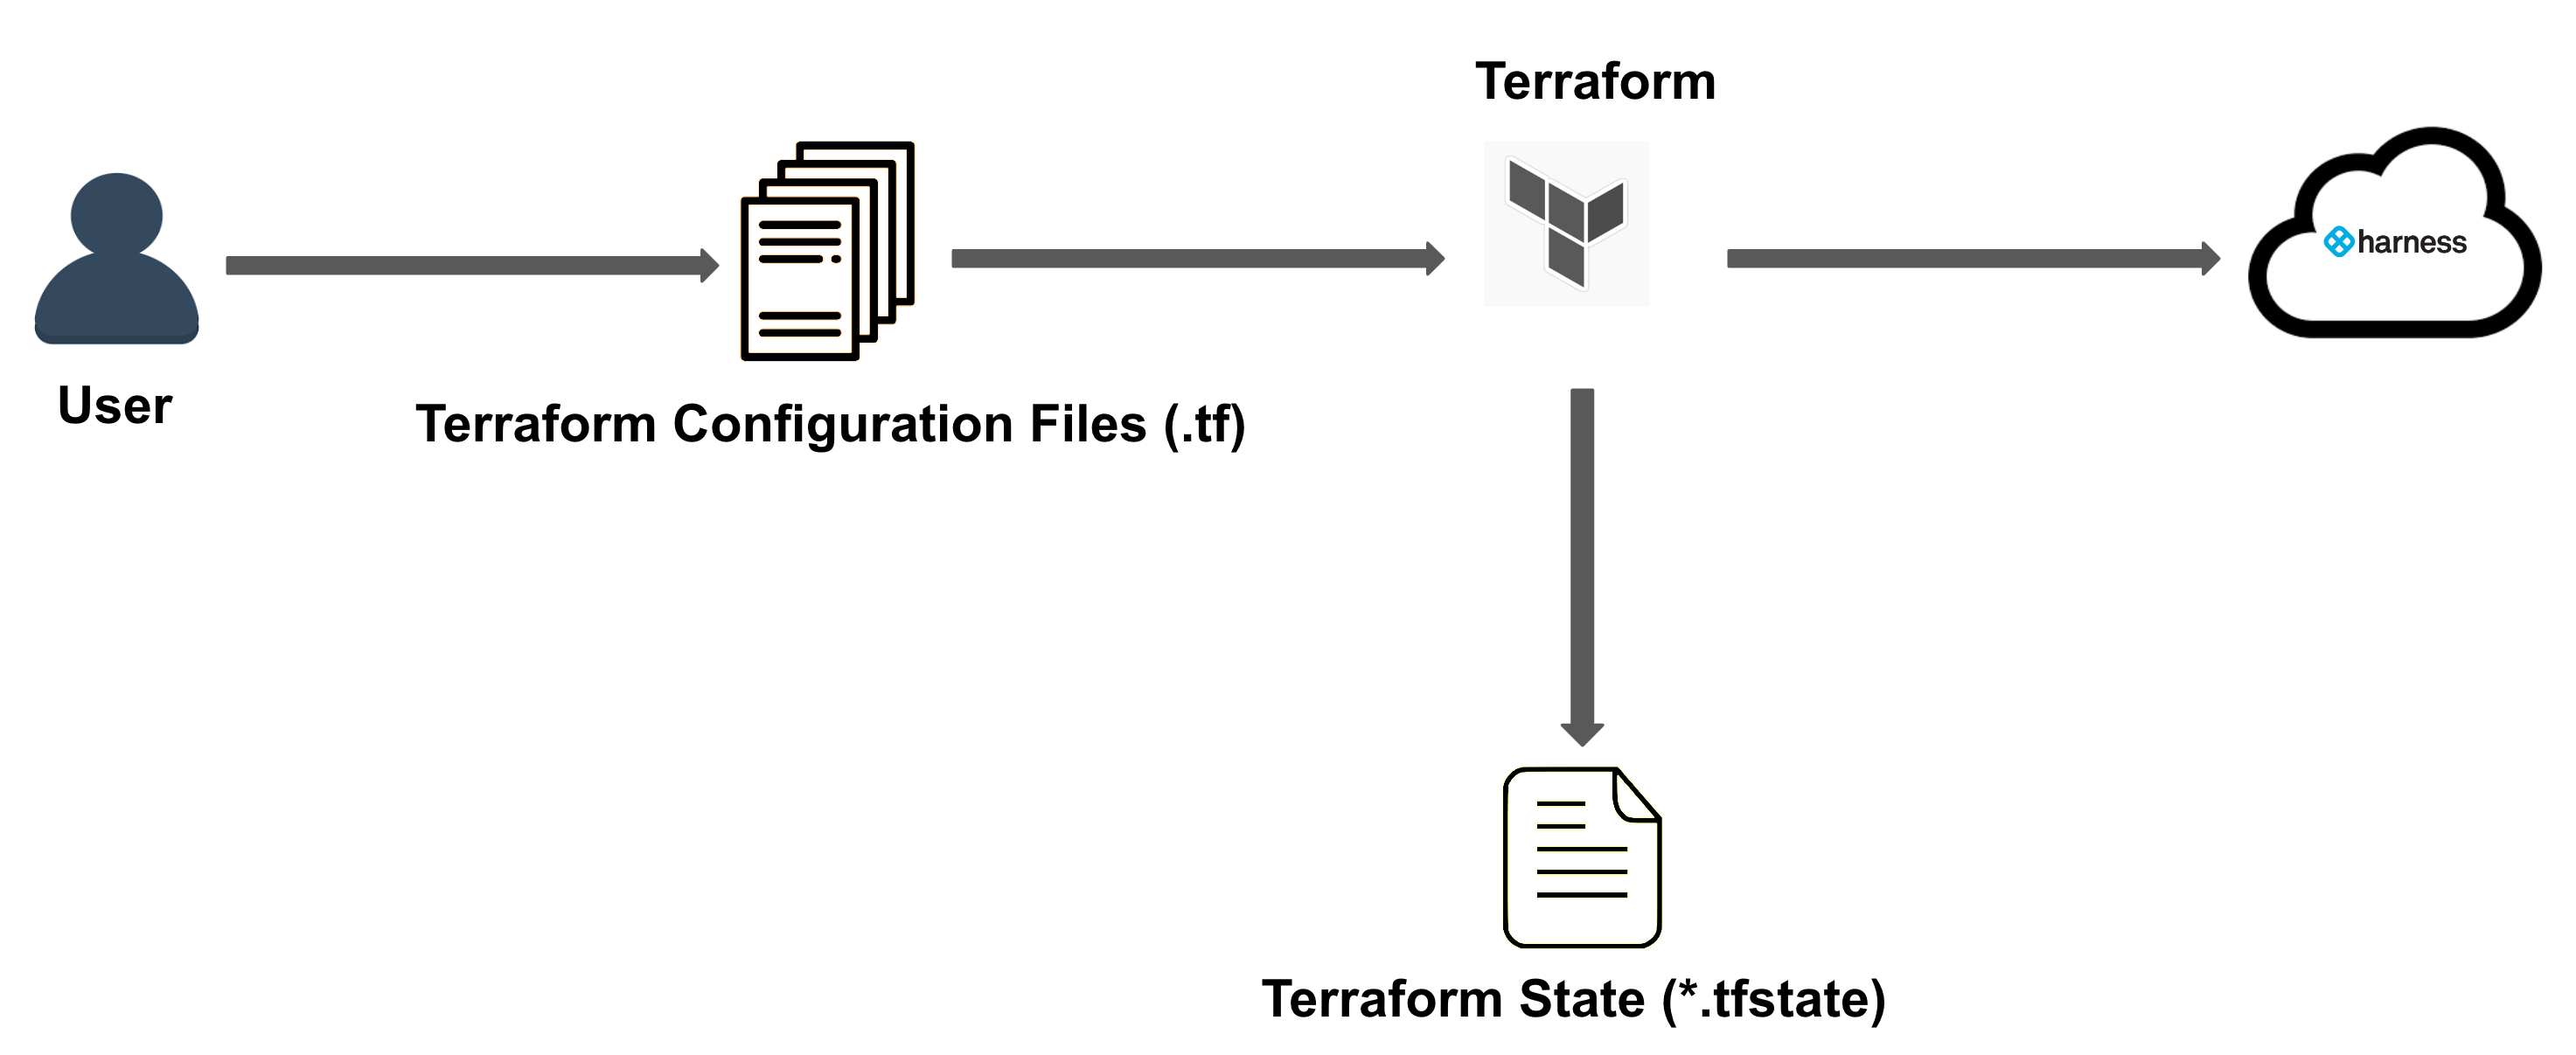 Terraform
harness
User
Terraform Configuration Files (.tf)
Terraform State (*.tfstate)